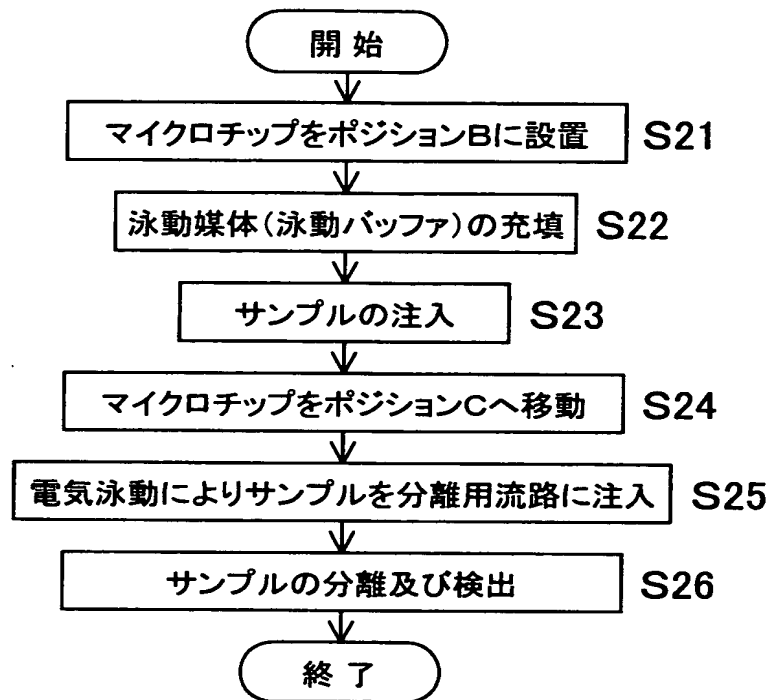 開始
マイクロチップをポジションBに設置 S21
泳動媒体(泳動バッファ)の充填 S22
サンプルの注入 S23
マイクロチップをポジションCへ移動 S24
電気泳動によりサンプルを分離用流路に注入 S25
サンプルの分離及び検出 S26
終了